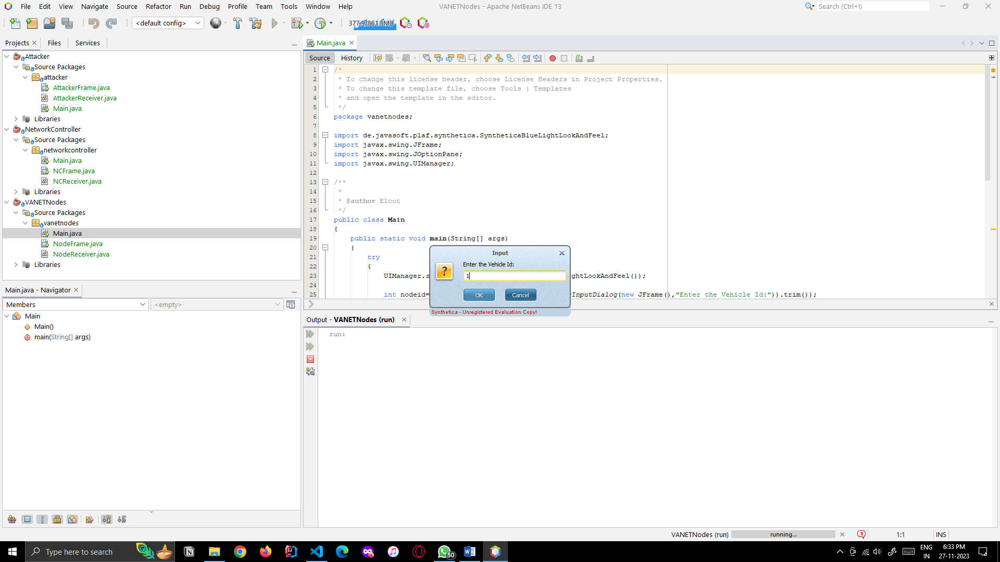 File Edit View Navigate Source Refactor Run Debug Profile Team Tools Window Help
VANETNodes - Apache NetBeans IDE 13
Search (Ctrl+I)
<default config>
377.9/861.5MB
Projects Files Services
Attacker
Source Packages
attacker
AttackerFrame.java
AttackerReceiver.java
Main.java
Libraries
NetworkController
Source Packages
networkcontroller
Main.java
NCFrame.java
NCReceiver.java
Libraries
VANETNodes
Source Packages
vanetnodes
Main.java
NodeFrame.java
NodeReceiver.java
Libraries
Main.java - Navigator
Members
<empty>
Main
Main()
main(String[] args)
Main.java
Source History
1 /*
2 * To change this license header, choose License Headers in Project Properties.
3 * To change this template file, choose Tools | Templates
4 * and open the template in the editor.
5 */
6 package vanetnodes;
7
8 import de.javasoft.plaf.synthetica.SyntheticaBlueLightLookAndFeel;
9 import javax.swing.JFrame;
10 import javax.swing.JOptionPane;
11 import javax.swing.UIManager;
12
13 /**
14 *
15 * @author Elcot
16 */
17 public class Main
18 {
19 public static void main(String[] args)
20 {
21 try
22 {
23 UIManager.s ghtLookAndFeel());
24
25 int nodeid= InputDialog(new JFrame(),"Enter the Vehicle Id:")).trim());
Input
Enter the Vehicle Id:
?
1
OK Cancel
Synthetica - Unregistered Evaluation Copy!
Output - VANETNodes (run)
run:
VANETNodes (run) running... 1 1:1 INS
Type here to search
50
ENG
IN
6:33 PM
27-11-2023